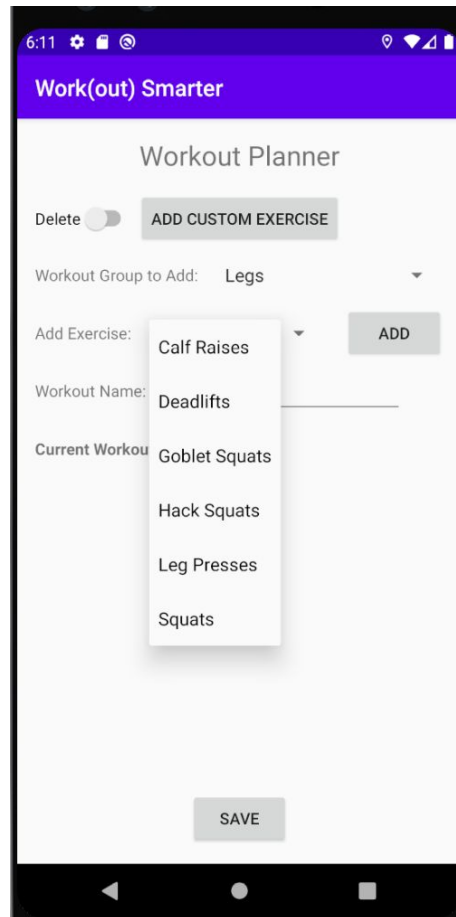 6:11
Work(out) Smarter
Workout Planner
Delete ADD CUSTOM EXERCISE
Workout Group to Add: Legs
Add Exercise: ADD
Calf Raises
Deadlifts
Goblet Squats
Hack Squats
Leg Presses
Squats
Workout Name:
Current Workou
SAVE